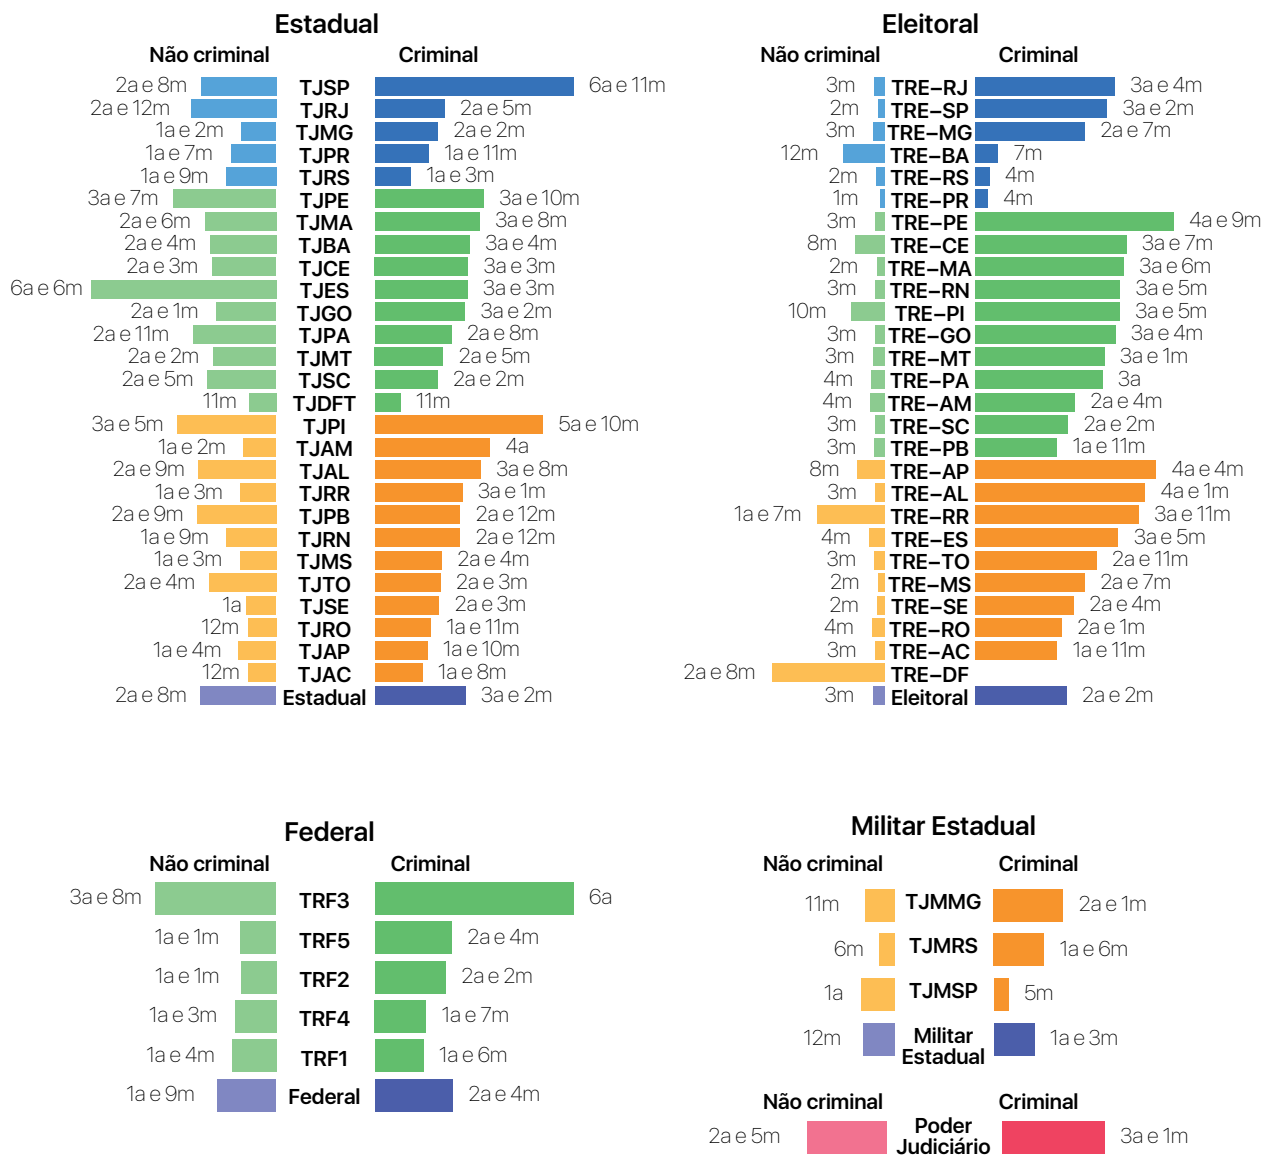 Estadual
Não criminal Criminal
2a e 8m TJSP 6a e 11m
2a e 12m TJRJ 2a e 5m
1a e 2m TJMG 2a e 2m
1a e 7m TJPR 1a e 11m
1a e 9m TJRS 1a e 3m
3a e 7m TJPE 3a e 10m
2a e 6m TJMA 3a e 8m
2a e 4m TJBA 3a e 4m
2a e 3m TJCE 3a e 3m
6a e 6m TJES 3a e 3m
2a e 1m TJGO 3a e 2m
2a e 11m TJPA 2a e 8m
2a e 2m TJMT 2a e 5m
2a e 5m TJSC 2a e 2m
11m TJDFT 11m
3a e 5m TJPI 5a e 10m
1a e 2m TJAM 4a
2a e 9m TJAL 3a e 8m
1a e 3m TJRR 3a e 1m
2a e 9m TJPB 2a e 12m
1a e 9m TJRN 2a e 12m
1a e 3m TJMS 2a e 4m
2a e 4m TJTO 2a e 3m
1a TJSE 2a e 3m
12m TJRO 1a e 11m
1a e 4m TJAP 1a e 10m
12m TJAC 1a e 8m
2a e 8m Estadual 3a e 2m
Eleitoral
Não criminal Criminal
3m TRE–RJ 3a e 4m
2m TRE–SP 3a e 2m
3m TRE–MG 2a e 7m
12m TRE–BA 7m
2m TRE–RS 4m
1m TRE–PR 4m
3m TRE–PE 4a e 9m
8m TRE–CE 3a e 7m
2m TRE–MA 3a e 6m
3m TRE–RN 3a e 5m
10m TRE–PI 3a e 5m
3m TRE–GO 3a e 4m
3m TRE–MT 3a e 1m
4m TRE–PA 3a
4m TRE–AM 2a e 4m
3m TRE–SC 2a e 2m
3m TRE–PB 1a e 11m
8m TRE–AP 4a e 4m
3m TRE–AL 4a e 1m
1a e 7m TRE–RR 3a e 11m
4m TRE–ES 3a e 5m
3m TRE–TO 2a e 11m
2m TRE–MS 2a e 7m
2m TRE–SE 2a e 4m
4m TRE–RO 2a e 1m
3m TRE–AC 1a e 11m
2a e 8m TRE–DF
3m Eleitoral 2a e 2m
Federal
Não criminal Criminal
3a e 8m TRF3 6a
1a e 1m TRF5 2a e 4m
1a e 1m TRF2 2a e 2m
1a e 3m TRF4 1a e 7m
1a e 4m TRF1 1a e 6m
1a e 9m Federal 2a e 4m
Militar Estadual
Não criminal Criminal
11m TJMMG 2a e 1m
6m TJMRS 1a e 6m
1a TJMSP 5m
12m Militar 1a e 3m
Estadual
Não criminal Criminal
2a e 5m Poder 3a e 1m
Judiciário